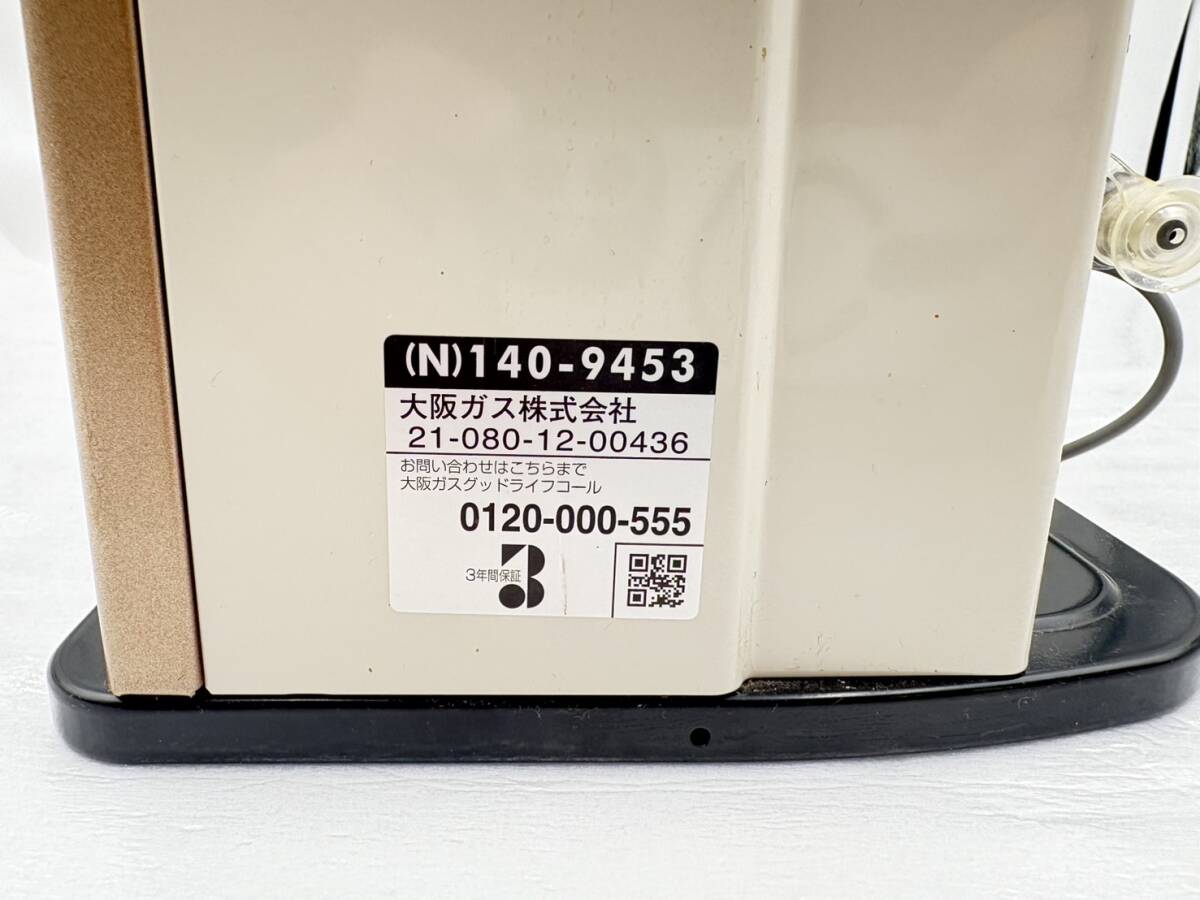 (N)140-9453
大阪ガス株式会社
21-080-12-00436
お問い合わせはこちらまで
大阪ガスグッドライフコール
0120-000-555
3年間保証 3